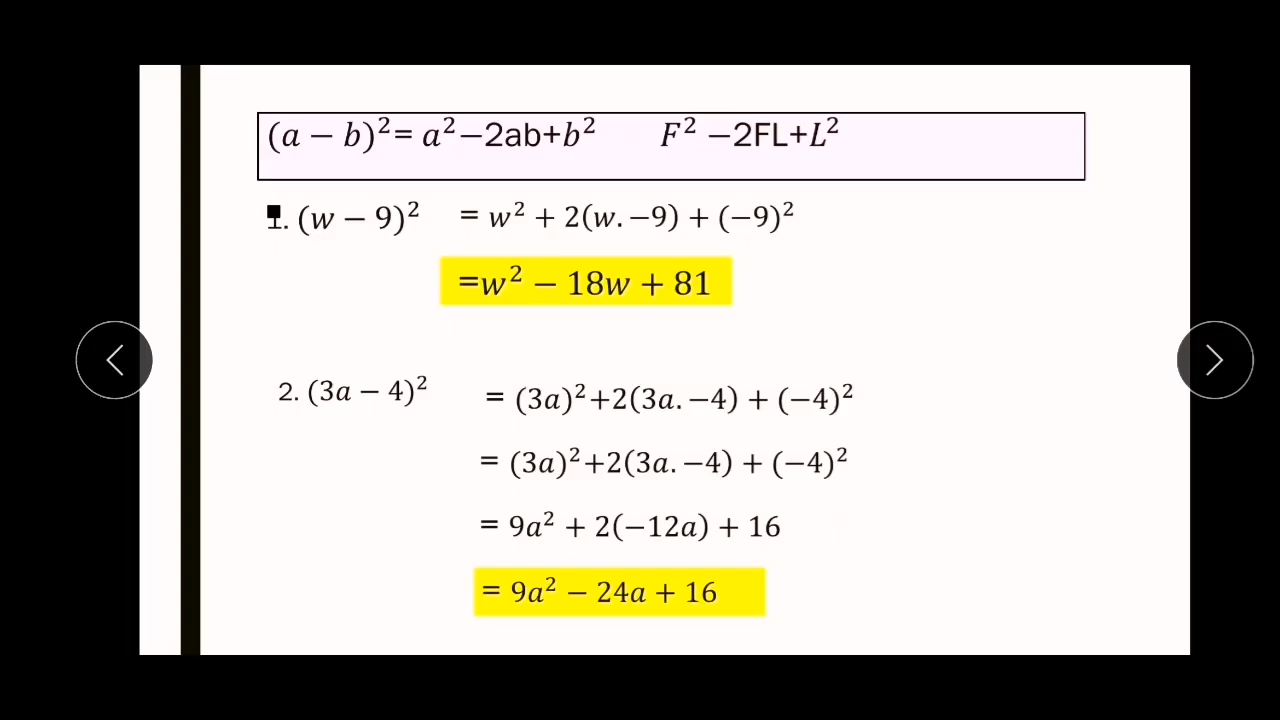 (a − b)²= a²−2ab+b² F² −2FL+L²
1. (w − 9)² = w² + 2(w. −9) + (−9)²
=w² − 18w + 81
2. (3a − 4)² = (3a)²+2(3a. −4) + (−4)²
= (3a)²+2(3a. −4) + (−4)²
= 9a² + 2(−12a) + 16
= 9a² − 24a + 16